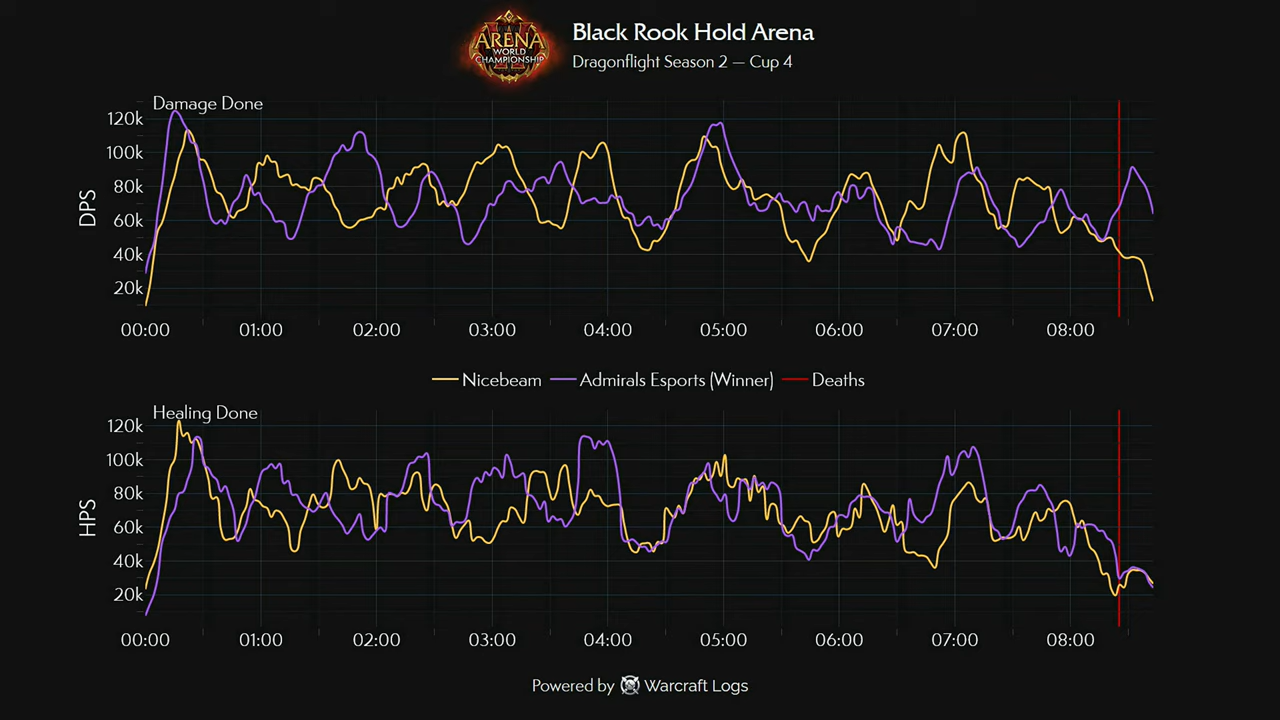 ARENA
WORLD
CHAMPIONSHIP
Black Rook Hold Arena
Dragonflight Season 2 — Cup 4
Damage Done
120k
100k
80k
60k
40k
20k
DPS
00:00 01:00 02:00 03:00 04:00 05:00 06:00 07:00 08:00
Nicebeam Admirals Esports (Winner) Deaths
Healing Done
120k
100k
80k
60k
40k
20k
HPS
00:00 01:00 02:00 03:00 04:00 05:00 06:00 07:00 08:00
Powered by Warcraft Logs